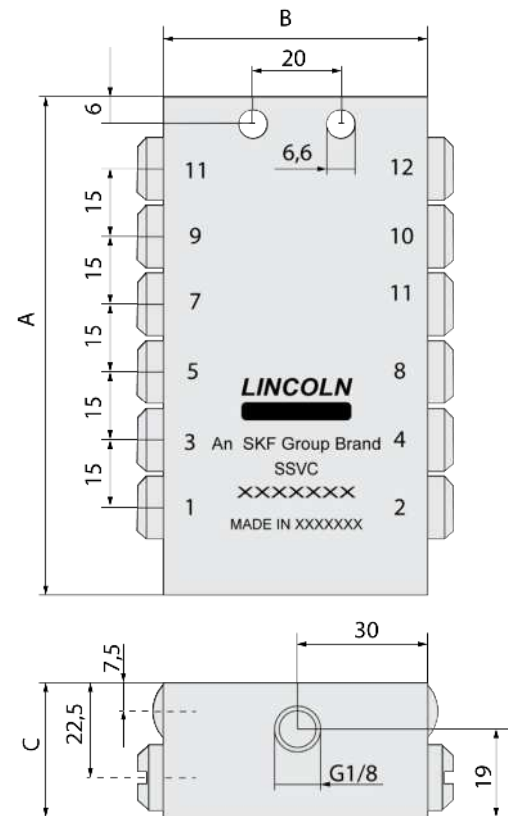 B
20
6
6,6
11 12
15
9 10
15
7 11
15
A
5 8
15
LINCOLN
3 An SKF Group Brand 4
15
SSVC
XXXXXXX
1 2
MADE IN XXXXXXX
30
7,5
22,5
C
G1/8
19